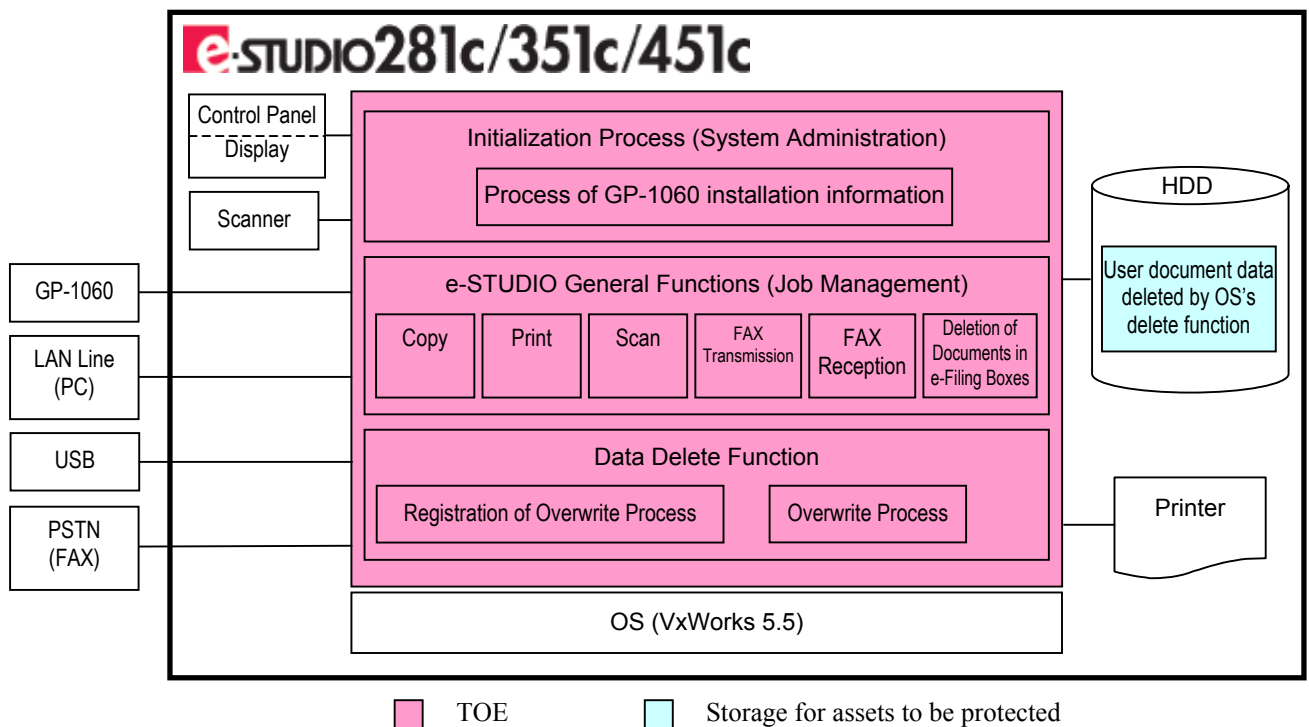 e-STUDIO281c/351c/451c
Control Panel
Display
Scanner
GP-1060
LAN Line
(PC)
USB
PSTN
(FAX)
Initialization Process (System Administration)
Process of GP-1060 installation information
e-STUDIO General Functions (Job Management)
Copy
Print
Scan
FAX
Transmission
FAX
Reception
Deletion of
Documents in
e-Filing Boxes
Data Delete Function
Registration of Overwrite Process
Overwrite Process
OS (VxWorks 5.5)
HDD
User document data
deleted by OS's
delete function
Printer
TOE
Storage for assets to be protected